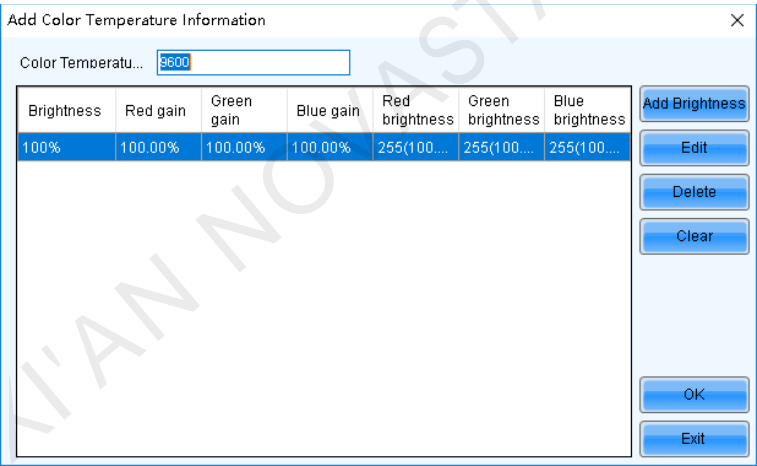 Add Color Temperature Information
Color Temperatu... 9600
Brightness Red gain Green gain Blue gain Red brightness Green brightness Blue brightness
100% 100.00% 100.00% 100.00% 255(100.... 255(100.... 255(100....
Add Brightness
Edit
Delete
Clear
OK
Exit
XI'AN NOVASTA